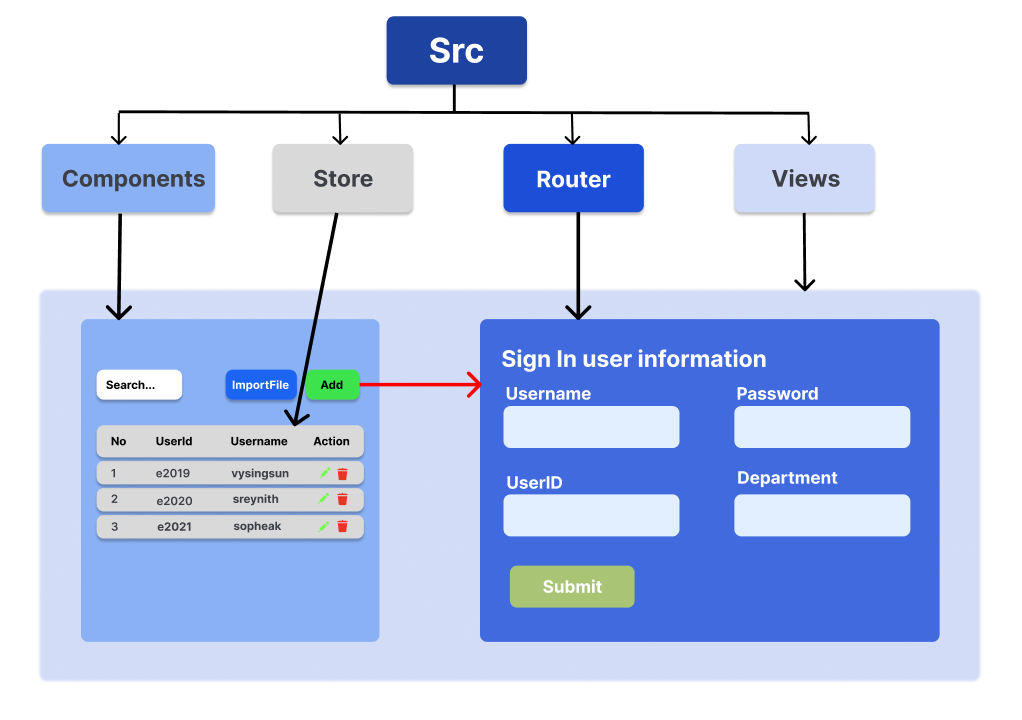 Src
Components Store Router Views
Search... ImportFile Add
No UserId Username Action
1 e2019 vysingsun
2 e2020 sreynith
3 e2021 sopheak
Sign In user information
Username Password
UserID Department
Submit